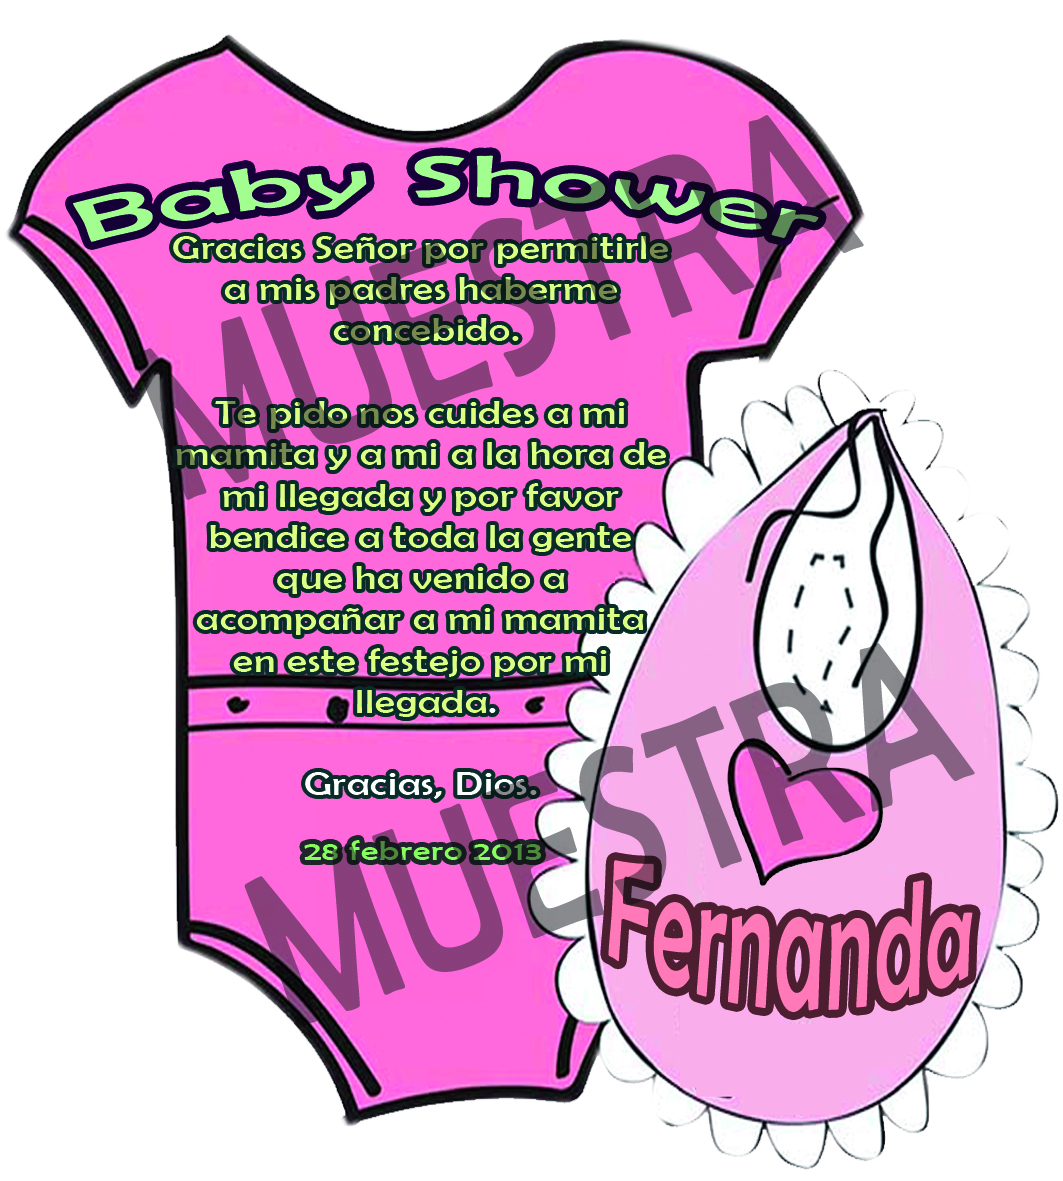 Baby Shower
Gracias Señor por permitirle
a mis padres haberme
concebido.
Te pido nos cuides a mi
mamita y a mi a la hora de
mi llegada y por favor
bendice a toda la gente
que ha venido a
acompañar a mi mamita
en este festejo por mi
llegada.
Gracias, Dios.
28 febrero 2013
Fernanda
MUESTRA
MUESTRA